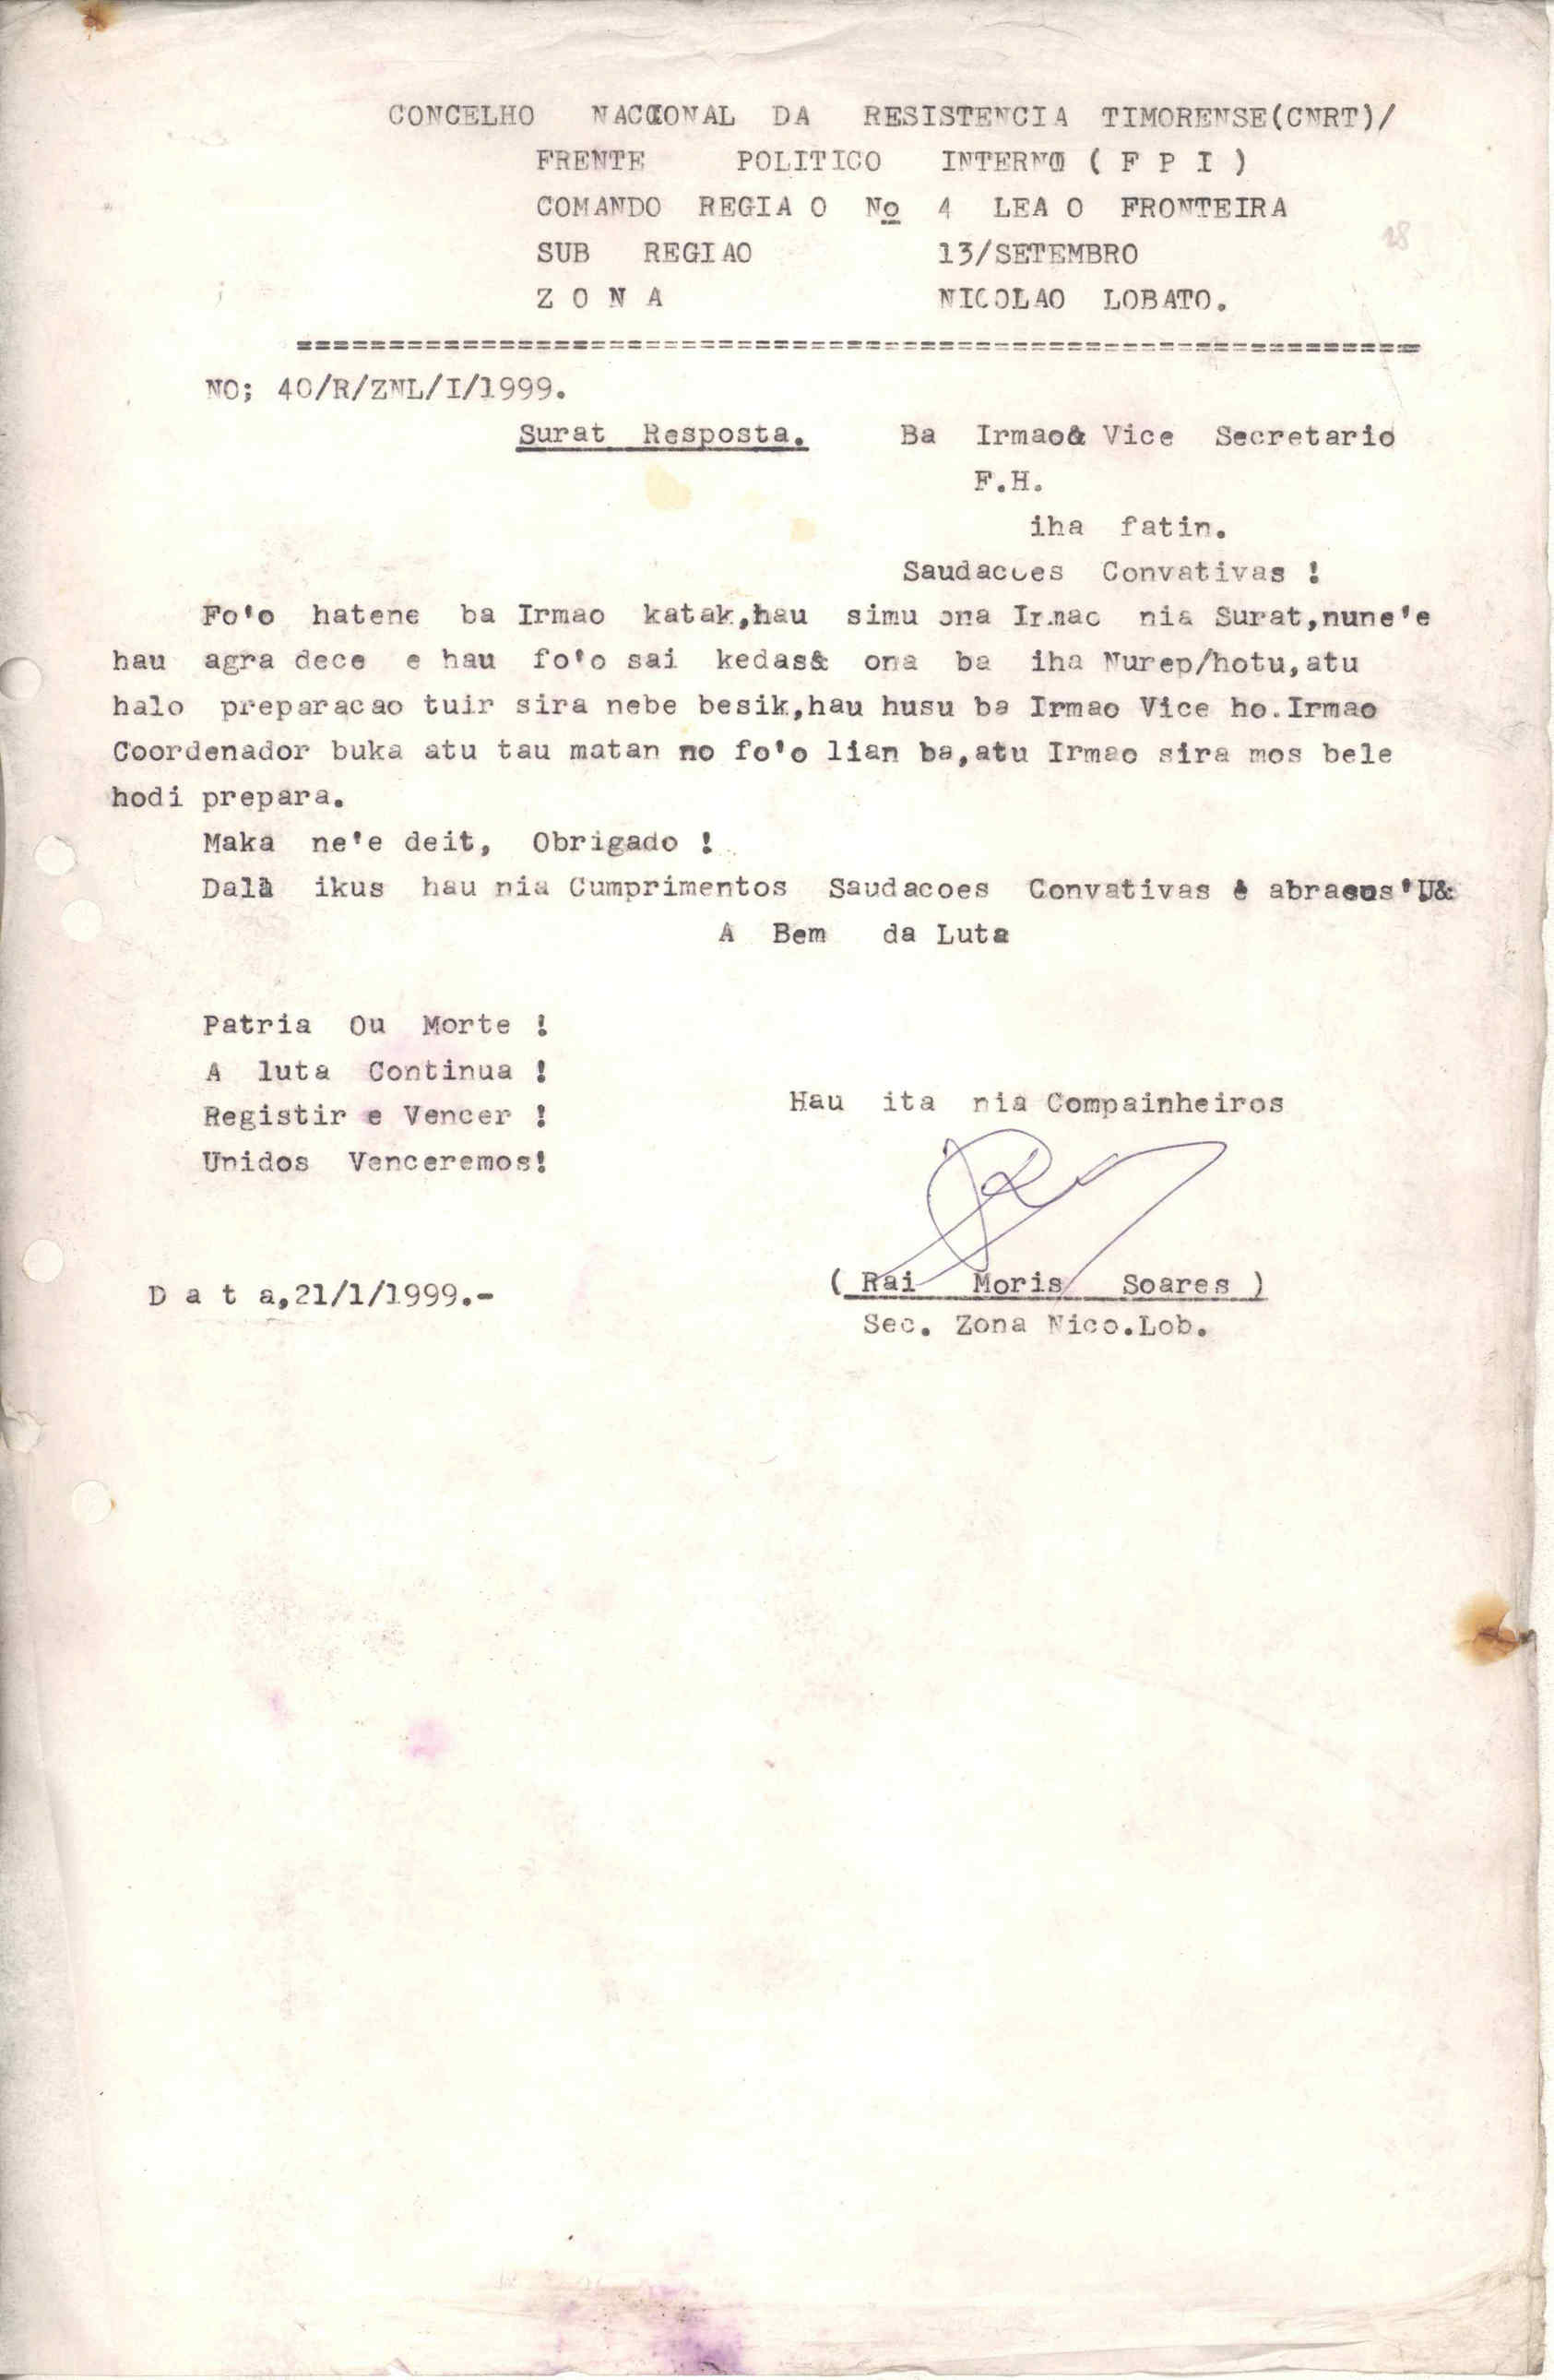 CONCELHO NACIONAL DA RESISTENCIA TIMORENSE(CNRT)/
FRENTE POLITICO INTERNO ( F P I )
COMANDO REGIA O No 4 LEA O FRONTEIRA
18
SUB REGIAO 13/SETEMBRO
Z O N A NICOLAO LOBATO.
NO; 40/R/ZNL/I/1999.
Surat Resposta. Ba Irmao& Vice Secretario
F.H.
iha fatin.
Saudacoes Convativas !
Fo'o hatene ba Irmao katak,hau simu ona Irmao nia Surat,nune'e
hau agra dece e hau fo'o sai kedas& ona ba iha Nurep/hotu,atu
halo preparacao tuir sira nebe besik,hau husu ba Irmao Vice ho.Irmao
Coordenador buka atu tau matan no fo'o lian ba,atu Irmao sira mos bele
hodi prepara.
Maka ne'e deit, Obrigado !
Dala ikus hau nia Cumprimentos Saudacoes Convativas e abracos'U&
A Bem da Luta
Patria Ou Morte !
A luta Continua !
Registir e Vencer !
Unidos Venceremos!
Hau ita nia Compainheiros
D a t a,21/1/1999.-
( Rai Moris Soares )
Sec. Zona Nico.Lob.